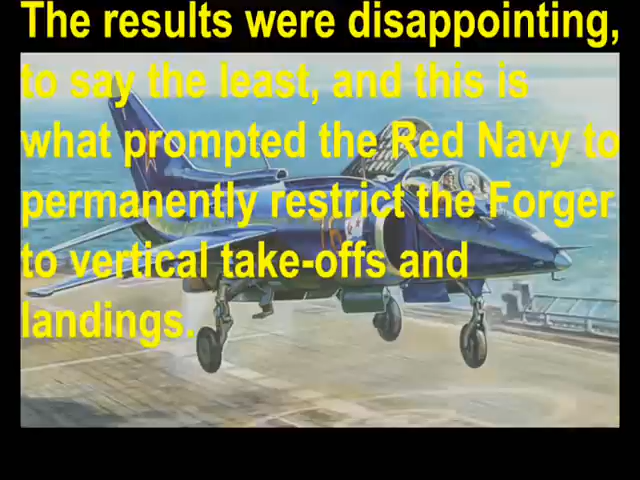 The results were disappointing,
to say the least, and this is
what prompted the Red Navy to
permanently restrict the Forger
to vertical take-offs and
landings.